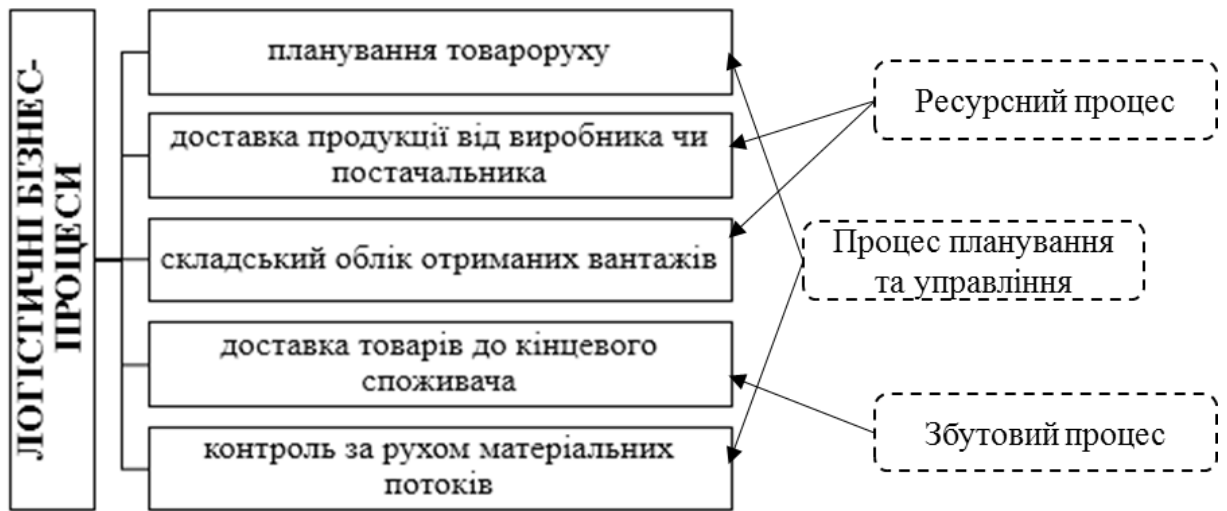 ЛОГІСТИЧНІ БІЗНЕС-
ПРОЦЕСИ
планування товароруху
доставка продукції від виробника чи
постачальника
складський облік отриманих вантажів
доставка товарів до кінцевого
споживача
контроль за рухом матеріальних
потоків
Ресурсний процес
Процес планування
та управління
Збутовий процес